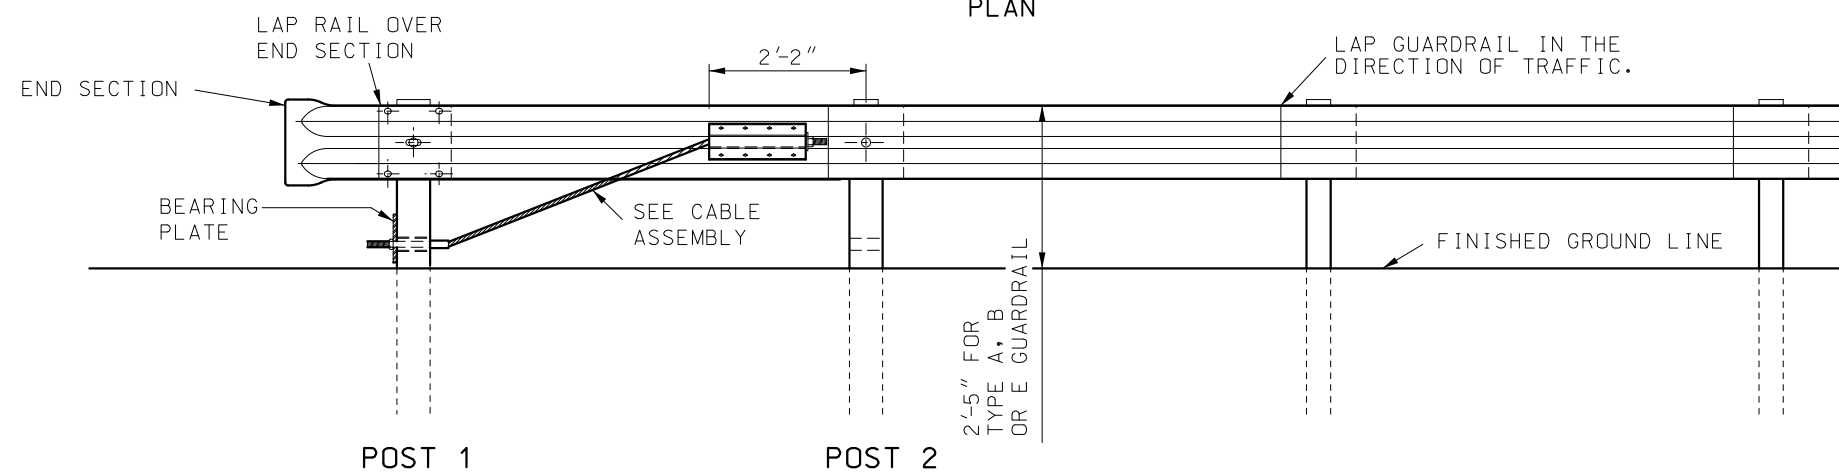 PLAN
LAP RAIL OVER
END SECTION
END SECTION
2'-2"
LAP GUARDRAIL IN THE
DIRECTION OF TRAFFIC.
BEARING
PLATE
SEE CABLE
ASSEMBLY
2'-5" FOR
TYPE A, B
OR E GUARDRAIL
FINISHED GROUND LINE
POST 1
POST 2